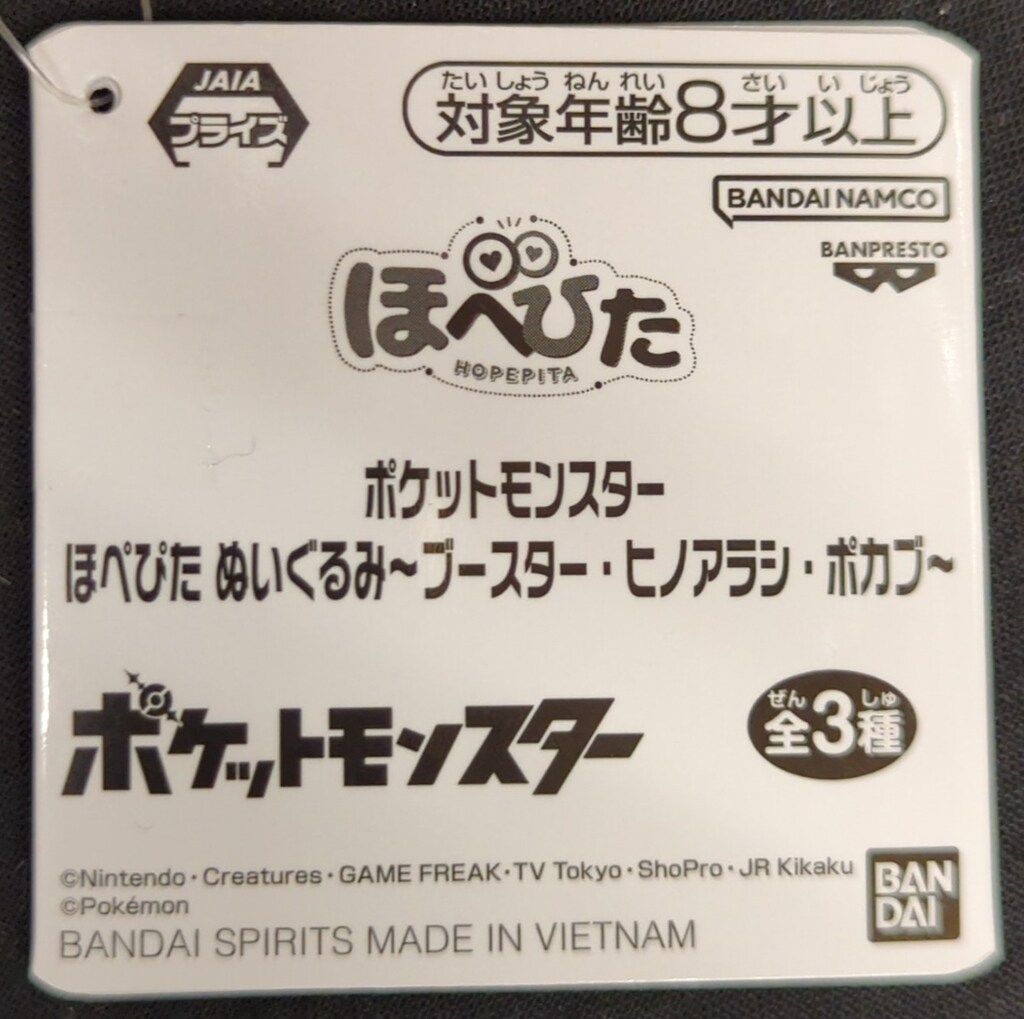 JAIA
プライズ
たいしょうねんれい さいいじょう
対象年齢8才以上
BANDAI NAMCO
BANPRESTO
ほぺぴた
HOPEPITA
ポケットモンスター
ほぺぴた ぬいぐるみ～ブースター・ヒノアラシ・ポカブ～
ポケットモンスター
ぜん しゅ
全3種
©Nintendo・Creatures・GAME FREAK・TV Tokyo・ShoPro・JR Kikaku
©Pokémon
BANDAI SPIRITS MADE IN VIETNAM
BAN
DAI